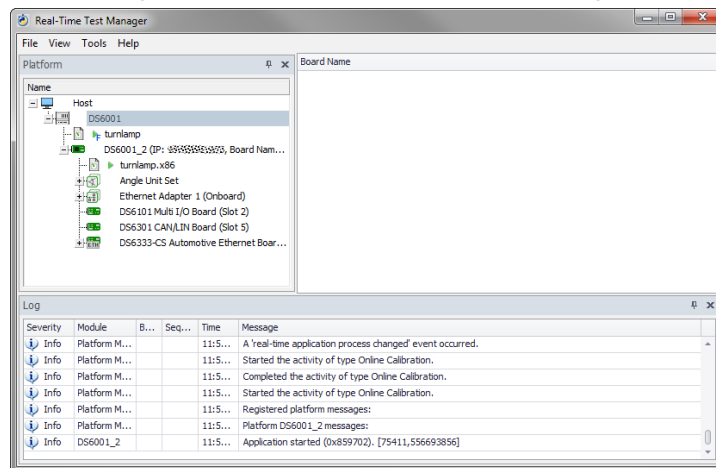 Real-Time Test Manager
File View Tools Help
Platform
Board Name
Name
Host
DS6001
turnlamp
DS6001_2 (IP: , Board Nam...
turnlamp.x86
Angle Unit Set
Ethernet Adapter 1 (Onboard)
DS6101 Multi I/O Board (Slot 2)
DS6301 CAN/LIN Board (Slot 5)
DS6333-CS Automotive Ethernet Boar...
Log
Severity Module B... Seq... Time Message
Info Platform M... 11:5... A 'real-time application process changed' event occurred.
Info Platform M... 11:5... Started the activity of type Online Calibration.
Info Platform M... 11:5... Completed the activity of type Online Calibration.
Info Platform M... 11:5... Started the activity of type Online Calibration.
Info Platform M... 11:5... Registered platform messages:
Info Platform M... 11:5... Platform DS6001_2 messages:
Info DS6001_2 11:5... Application started (0x859702). [75411,556693856]